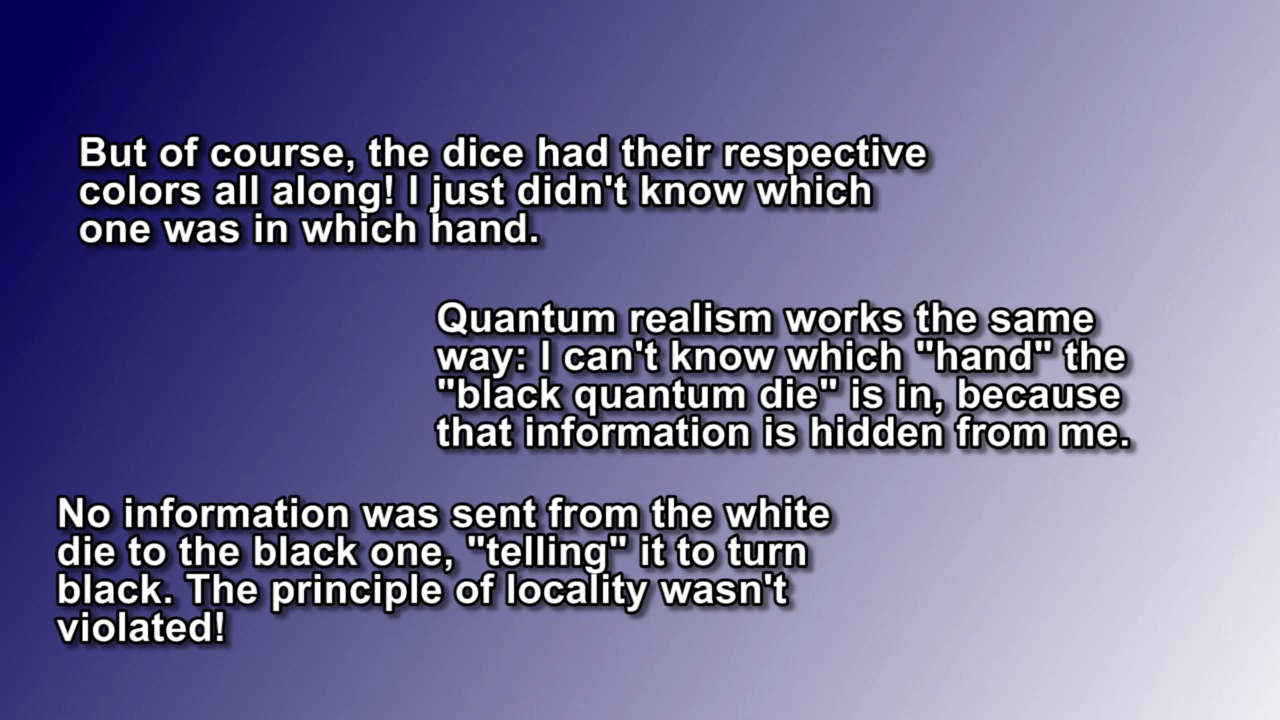 But of course, the dice had their respective
colors all along! I just didn't know which
one was in which hand.
Quantum realism works the same
way: I can't know which "hand" the
"black quantum die" is in, because
that information is hidden from me.
No information was sent from the white
die to the black one, "telling" it to turn
black. The principle of locality wasn't
violated!